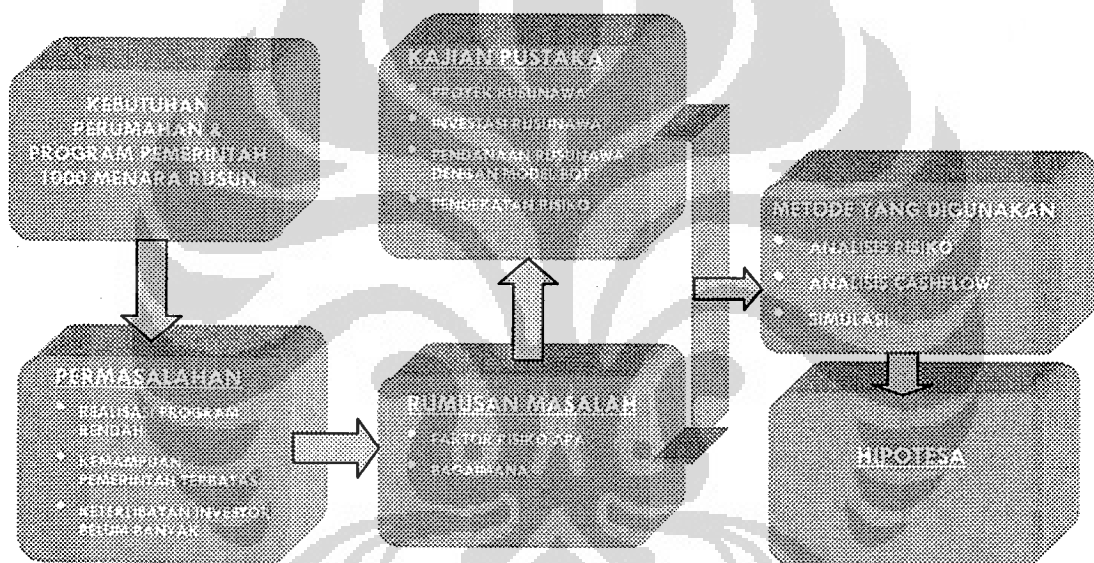 KEBUTUHAN
PERUMAHAN &
PROGRAM PEMERINTAH
1000 MENARA RUSUN
PERMASALAHAN
• REALISASI PROGRAM
RENDAH
• KEMAMPUAN
PEMERINTAH TERBATAS
• KETERLIBATAN INVESTOR
BELUM BANYAK
KAJIAN PUSTAKA
• PROYEK RUSUNAWA
• INVESTASI RUSUNAWA
• PENDANAAN RUSUNAWA
DENGAN MODEL BOT
• PENDEKATAN RISIKO
RUMUSAN MASALAH
• FAKTOR RISIKO APA
• BAGAIMANA
METODE YANG DIGUNAKAN
• ANALISIS RISIKO
• ANALISIS CASHFLOW
• SIMULASI
HIPOTESA